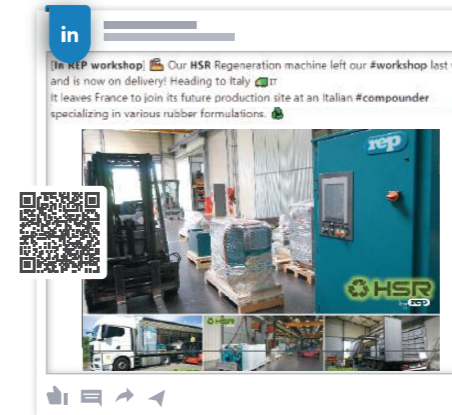 in
[In REP workshop] Our HSR Regeneration machine left our #workshop last
and is now on delivery! Heading to Italy IT
It leaves France to join its future production site at an Italian #compounder
specializing in various rubber formulations.
rep
HSR
by rep
HSR